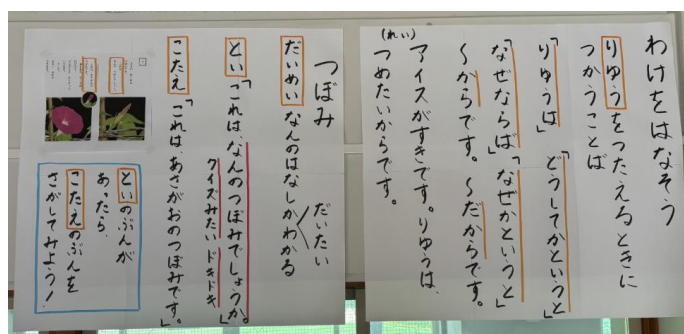 わけをはなそう
りゆうをつたえるときに
つかうことば
「りゆうは」 「どうしてかというと」
「なぜならば」 「なぜかというと」
〜からです。 〜だからです。
(れい)
アイスがすきです。りゆうは、
つめたいからです。
つぼみ
だいたい
だいめい なんのはなしかわかる
とい 「これは、なんのつぼみでしょうか。」
クイズみたい ドキドキ
こたえ 「これは、あさがおのつぼみです。」
といのぶんが
あったら、
こたえのぶんを
さがしてみよう!